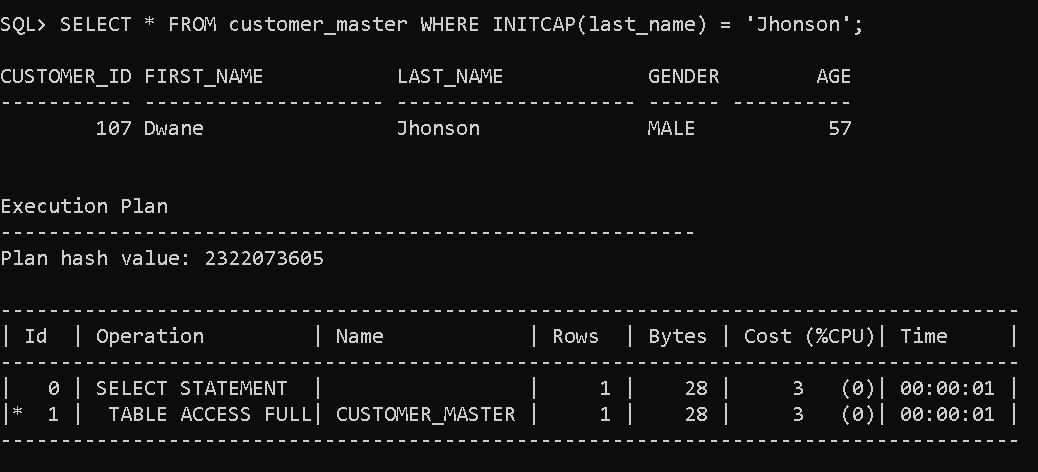 SQL> SELECT * FROM customer_master WHERE INITCAP(last_name) = 'Jhonson';
CUSTOMER_ID FIRST_NAME           LAST_NAME            GENDER        AGE
----------- -------------------- -------------------- ------ ----------
        107 Dwane                Jhonson              MALE           57
Execution Plan
----------------------------------------------------------
Plan hash value: 2322073605
-------------------------------------------------------------------------------------
| Id  | Operation         | Name            | Rows  | Bytes | Cost (%CPU)| Time     |
-------------------------------------------------------------------------------------
|   0 | SELECT STATEMENT  |                 |     1 |    28 |     3   (0)| 00:00:01 |
|*  1 |  TABLE ACCESS FULL| CUSTOMER_MASTER |     1 |    28 |     3   (0)| 00:00:01 |
-------------------------------------------------------------------------------------